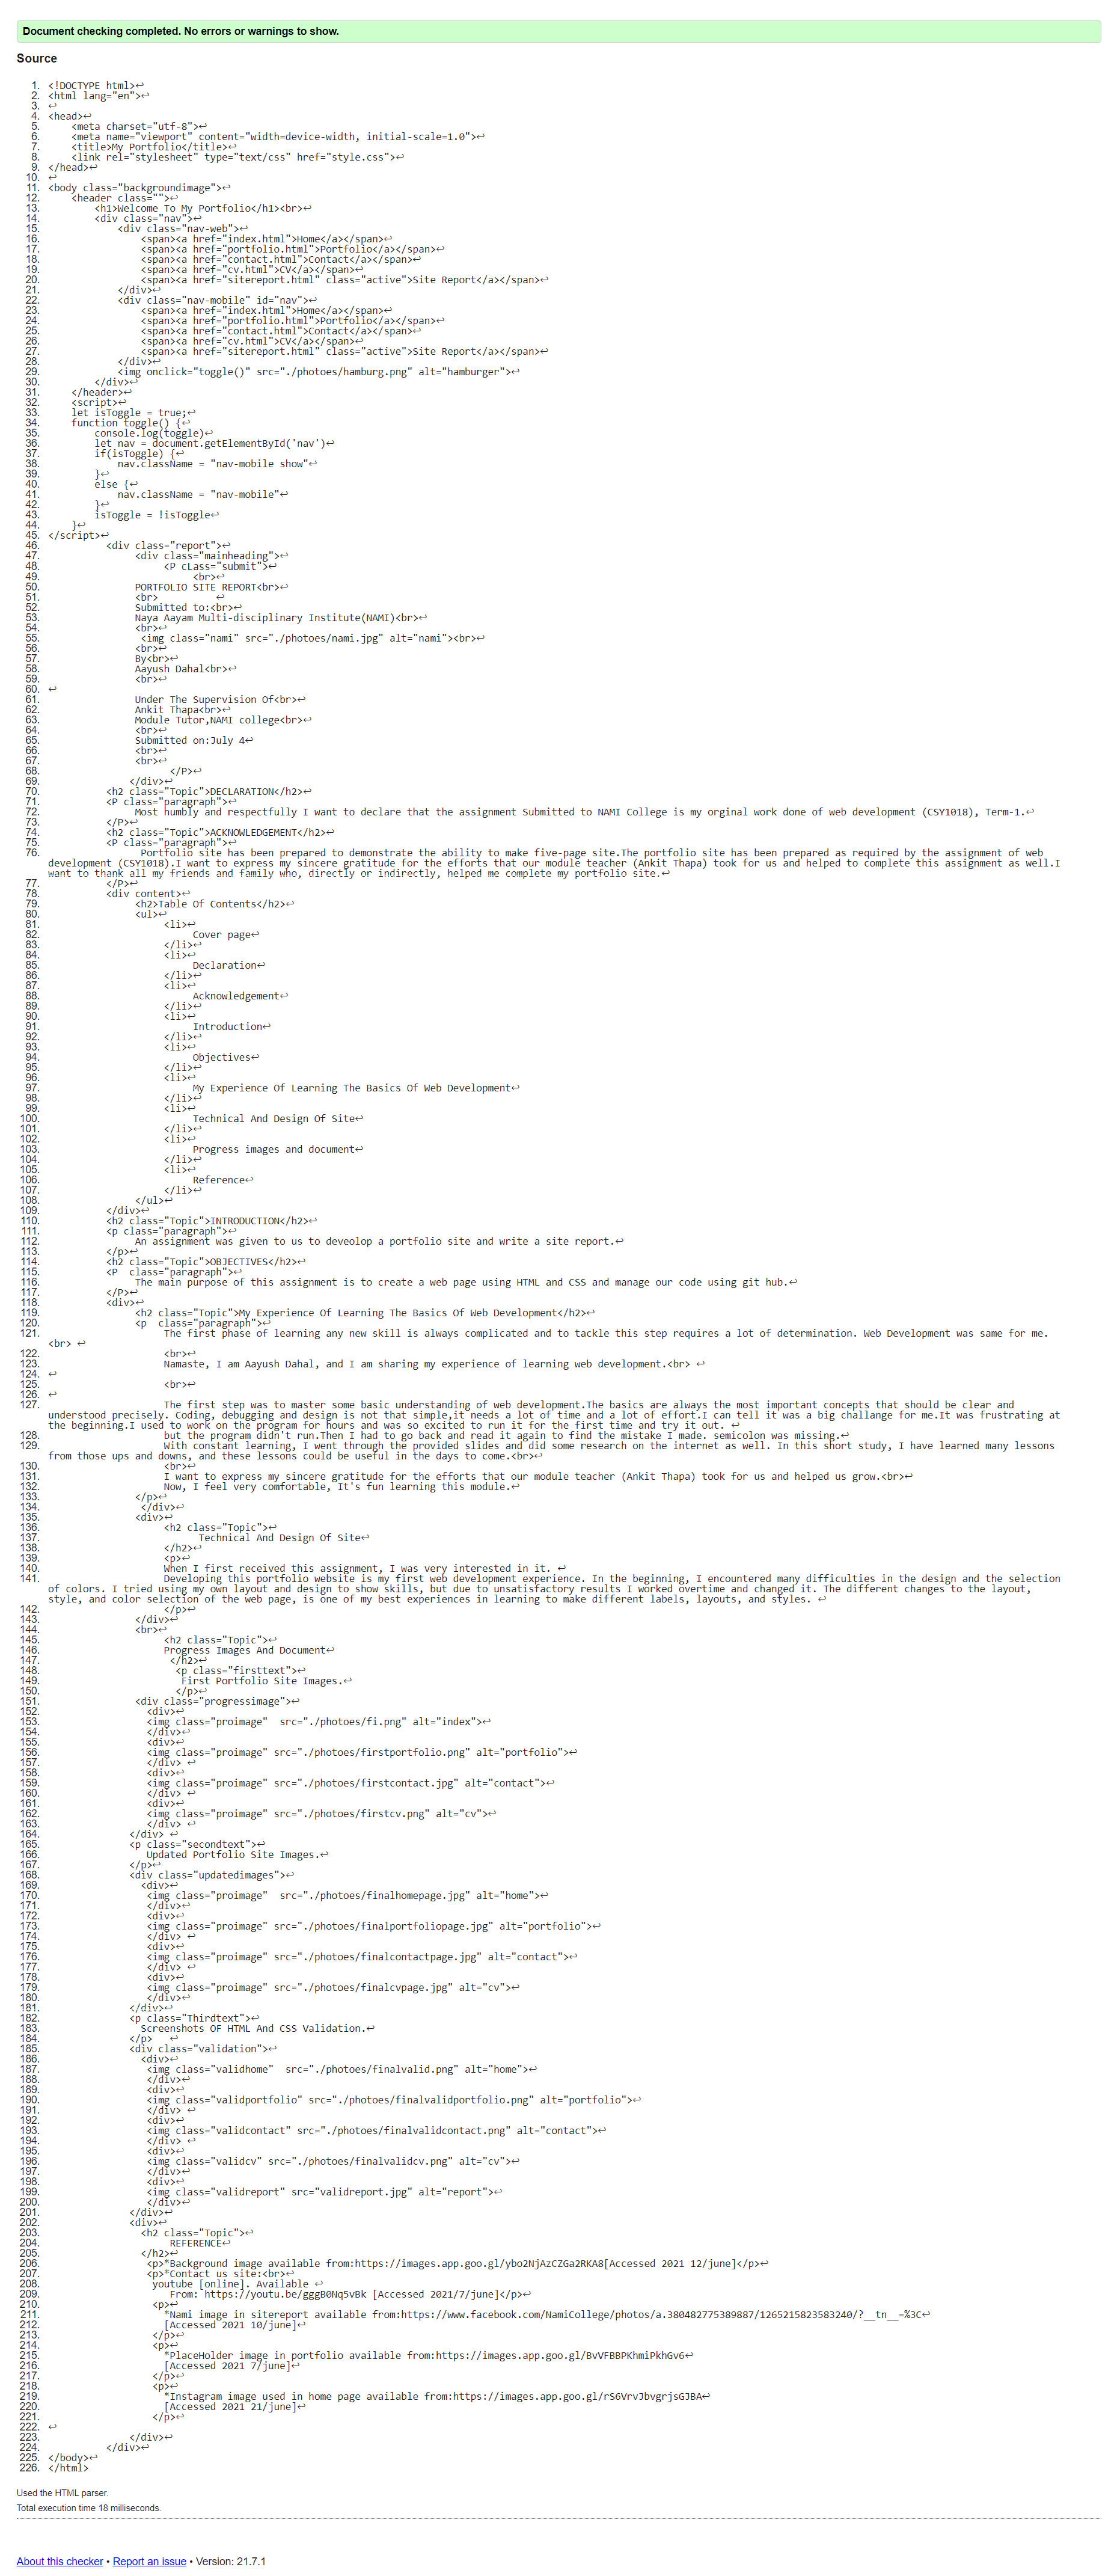 Document checking completed. No errors or warnings to show.
Source
1. <!DOCTYPE html>↩
2. <html lang="en">↩
3. ↩
4. <head>↩
5. <meta charset="utf-8">↩
6. <meta name="viewport" content="width=device-width, initial-scale=1.0">↩
7. <title>My Portfolio</title>↩
8. <link rel="stylesheet" type="text/css" href="style.css">↩
9. </head>↩
10. ↩
11. <body class="backgroundimage">↩
12. <header class="">↩
13. <h1>Welcome To My Portfolio</h1><br>↩
14. <div class="nav">↩
15. <div class="nav-web">↩
16. <span><a href="index.html">Home</a></span>↩
17. <span><a href="portfolio.html">Portfolio</a></span>↩
18. <span><a href="contact.html">Contact</a></span>↩
19. <span><a href="cv.html">CV</a></span>↩
20. <span><a href="sitereport.html" class="active">Site Report</a></span>↩
21. </div>↩
22. <div class="nav-mobile" id="nav">↩
23. <span><a href="index.html">Home</a></span>↩
24. <span><a href="portfolio.html">Portfolio</a></span>↩
25. <span><a href="contact.html">Contact</a></span>↩
26. <span><a href="cv.html">CV</a></span>↩
27. <span><a href="sitereport.html" class="active">Site Report</a></span>↩
28. </div>↩
29. <img onclick="toggle()" src="./photoes/hamburg.png" alt="hamburger">↩
30. </div>↩
31. </header>↩
32. <script>↩
33. let isToggle = true;↩
34. function toggle() {↩
35. console.log(toggle)↩
36. let nav = document.getElementById('nav')↩
37. if(isToggle) {↩
38. nav.className = "nav-mobile show"↩
39. }↩
40. else {↩
41. nav.className = "nav-mobile"↩
42. }↩
43. isToggle = !isToggle↩
44. }↩
45. </script>↩
46. <div class="report">↩
47. <div class="mainheading">↩
48. <P cLass="submit">↩
49. <br>↩
50. PORTFOLIO SITE REPORT<br>↩
51. <br> ↩
52. Submitted to:<br>↩
53. Naya Aayam Multi-disciplinary Institute(NAMI)<br>↩
54. <br>↩
55. <img class="nami" src="./photoes/nami.jpg" alt="nami"><br>↩
56. <br>↩
57. By<br>↩
58. Aayush Dahal<br>↩
59. <br>↩
60. ↩
61. Under The Supervision Of<br>↩
62. Ankit Thapa<br>↩
63. Module Tutor,NAMI college<br>↩
64. <br>↩
65. Submitted on:July 4↩
66. <br>↩
67. <br>↩
68. </P>↩
69. </div>↩
70. <h2 class="Topic">DECLARATION</h2>↩
71. <P class="paragraph">↩
72. Most humbly and respectfully I want to declare that the assignment Submitted to NAMI College is my orginal work done of web development (CSY1018), Term-1.↩
73. </P>↩
74. <h2 class="Topic">ACKNOWLEDGEMENT</h2>↩
75. <P class="paragraph">↩
76. Portfolio site has been prepared to demonstrate the ability to make five-page site.The portfolio site has been prepared as required by the assignment of web
development (CSY1018).I want to express my sincere gratitude for the efforts that our module teacher (Ankit Thapa) took for us and helped to complete this assignment as well.I
want to thank all my friends and family who, directly or indirectly, helped me complete my portfolio site.↩
77. </P>↩
78. <div content>↩
79. <h2>Table Of Contents</h2>↩
80. <ul>↩
81. <li>↩
82. Cover page↩
83. </li>↩
84. <li>↩
85. Declaration↩
86. </li>↩
87. <li>↩
88. Acknowledgement↩
89. </li>↩
90. <li>↩
91. Introduction↩
92. </li>↩
93. <li>↩
94. Objectives↩
95. </li>↩
96. <li>↩
97. My Experience Of Learning The Basics Of Web Development↩
98. </li>↩
99. <li>↩
100. Technical And Design Of Site↩
101. </li>↩
102. <li>↩
103. Progress images and document↩
104. </li>↩
105. <li>↩
106. Reference↩
107. </li>↩
108. </ul>↩
109. </div>↩
110. <h2 class="Topic">INTRODUCTION</h2>↩
111. <p class="paragraph">↩
112. An assignment was given to us to deveolop a portfolio site and write a site report.↩
113. </p>↩
114. <h2 class="Topic">OBJECTIVES</h2>↩
115. <P  class="paragraph">↩
116. The main purpose of this assignment is to create a web page using HTML and CSS and manage our code using git hub.↩
117. </P>↩
118. <div>↩
119. <h2 class="Topic">My Experience Of Learning The Basics Of Web Development</h2>↩
120. <p  class="paragraph">↩
121. The first phase of learning any new skill is always complicated and to tackle this step requires a lot of determination. Web Development was same for me.
<br> ↩
122. <br>↩
123. Namaste, I am Aayush Dahal, and I am sharing my experience of learning web development.<br> ↩
124. ↩
125. <br>↩
126. ↩
127. The first step was to master some basic understanding of web development.The basics are always the most important concepts that should be clear and
understood precisely. Coding, debugging and design is not that simple,it needs a lot of time and a lot of effort.I can tell it was a big challange for me.It was frustrating at
the beginning.I used to work on the program for hours and was so excited to run it for the first time and try it out. ↩
128. but the program didn't run.Then I had to go back and read it again to find the mistake I made. semicolon was missing.↩
129. With constant learning, I went through the provided slides and did some research on the internet as well. In this short study, I have learned many lessons
from those ups and downs, and these lessons could be useful in the days to come.<br>↩
130. <br>↩
131. I want to express my sincere gratitude for the efforts that our module teacher (Ankit Thapa) took for us and helped us grow.<br>↩
132. Now, I feel very comfortable, It's fun learning this module.↩
133. </p>↩
134. </div>↩
135. <div>↩
136. <h2 class="Topic">↩
137. Technical And Design Of Site↩
138. </h2>↩
139. <p>↩
140. When I first received this assignment, I was very interested in it. ↩
141. Developing this portfolio website is my first web development experience. In the beginning, I encountered many difficulties in the design and the selection
of colors. I tried using my own layout and design to show skills, but due to unsatisfactory results I worked overtime and changed it. The different changes to the layout,
style, and color selection of the web page, is one of my best experiences in learning to make different labels, layouts, and styles. ↩
142. </p>↩
143. </div>↩
144. <br>↩
145. <h2 class="Topic">↩
146. Progress Images And Document↩
147. </h2>↩
148. <p class="firsttext">↩
149. First Portfolio Site Images.↩
150. </p>↩
151. <div class="progressimage">↩
152. <div>↩
153. <img class="proimage"  src="./photoes/fi.png" alt="index">↩
154. </div>↩
155. <div>↩
156. <img class="proimage" src="./photoes/firstportfolio.png" alt="portfolio">↩
157. </div> ↩
158. <div>↩
159. <img class="proimage" src="./photoes/firstcontact.jpg" alt="contact">↩
160. </div> ↩
161. <div>↩
162. <img class="proimage" src="./photoes/firstcv.png" alt="cv">↩
163. </div> ↩
164. </div> ↩
165. <p class="secondtext">↩
166. Updated Portfolio Site Images.↩
167. </p>↩
168. <div class="updatedimages">↩
169. <div>↩
170. <img class="proimage"  src="./photoes/finalhomepage.jpg" alt="home">↩
171. </div>↩
172. <div>↩
173. <img class="proimage" src="./photoes/finalportfoliopage.jpg" alt="portfolio">↩
174. </div> ↩
175. <div>↩
176. <img class="proimage" src="./photoes/finalcontactpage.jpg" alt="contact">↩
177. </div> ↩
178. <div>↩
179. <img class="proimage" src="./photoes/finalcvpage.jpg" alt="cv">↩
180. </div>↩
181. </div>↩
182. <p class="Thirdtext">↩
183. Screenshots OF HTML And CSS Validation.↩
184. </p> ↩
185. <div class="validation">↩
186. <div>↩
187. <img class="validhome"  src="./photoes/finalvalid.png" alt="home">↩
188. </div>↩
189. <div>↩
190. <img class="validportfolio" src="./photoes/finalvalidportfolio.png" alt="portfolio">↩
191. </div> ↩
192. <div>↩
193. <img class="validcontact" src="./photoes/finalvalidcontact.png" alt="contact">↩
194. </div> ↩
195. <div>↩
196. <img class="validcv" src="./photoes/finalvalidcv.png" alt="cv">↩
197. </div>↩
198. <div>↩
199. <img class="validreport" src="validreport.jpg" alt="report">↩
200. </div>↩
201. </div>↩
202. <div>↩
203. <h2 class="Topic">↩
204. REFERENCE↩
205. </h2>↩
206. <p>*Background image available from:https://images.app.goo.gl/ybo2NjAzCZGa2RKA8[Accessed 2021 12/june]</p>↩
207. <p>*Contact us site:<br>↩
208. youtube [online]. Available ↩
209. From: https://youtu.be/gggB0Nq5vBk [Accessed 2021/7/june]</p>↩
210. <p>↩
211. *Nami image in sitereport available from:https://www.facebook.com/NamiCollege/photos/a.380482775389887/1265215823583240/?__tn__=%3C↩
212. [Accessed 2021 10/june]↩
213. </p>↩
214. <p>↩
215. *PlaceHolder image in portfolio available from:https://images.app.goo.gl/BvVFBBPKhmiPkhGv6↩
216. [Accessed 2021 7/june]↩
217. </p>↩
218. <p>↩
219. *Instagram image used in home page available from:https://images.app.goo.gl/rS6VrvJbvgrjsGJBA↩
220. [Accessed 2021 21/june]↩
221. </p>↩
222. ↩
223. </div>↩
224. </div>↩
225. </body>↩
226. </html>
Used the HTML parser.
Total execution time 18 milliseconds.
About this checker • Report an issue • Version: 21.7.1